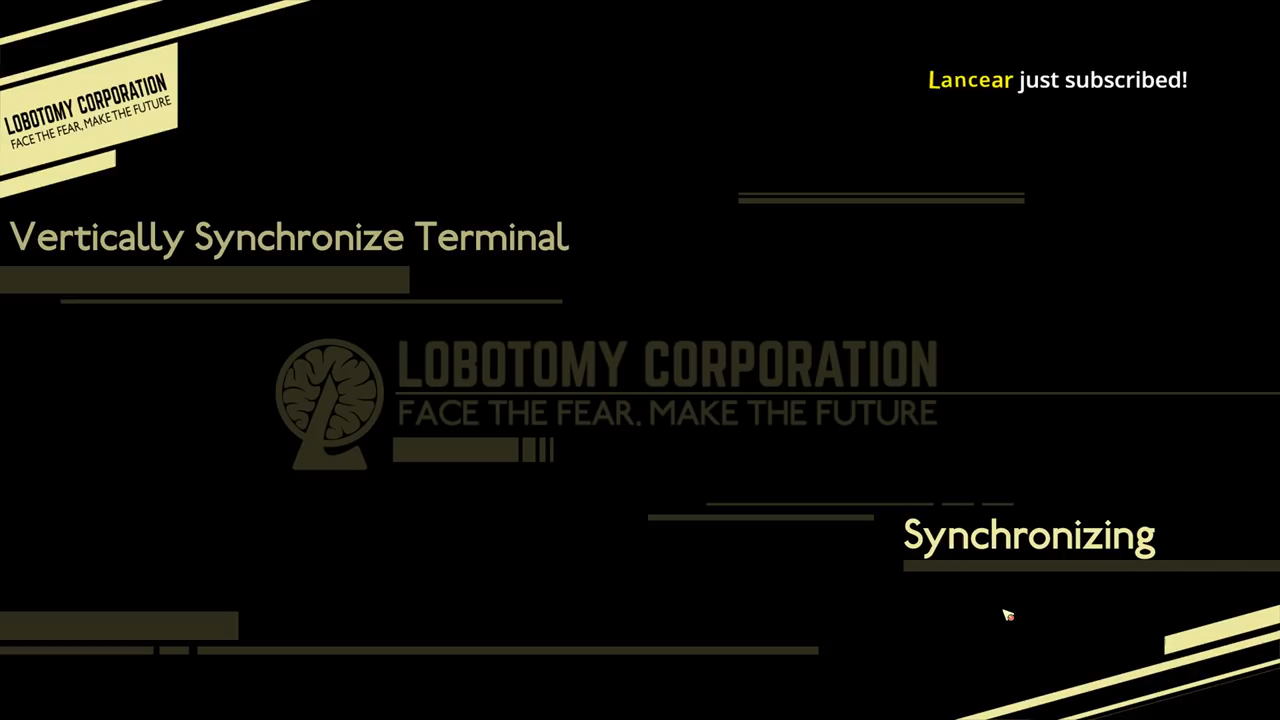 LOBOTOMY CORPORATION
FACE THE FEAR, MAKE THE FUTURE
Lancear just subscribed!
Vertically Synchronize Terminal
LOBOTOMY CORPORATION
FACE THE FEAR. MAKE THE FUTURE
Synchronizing